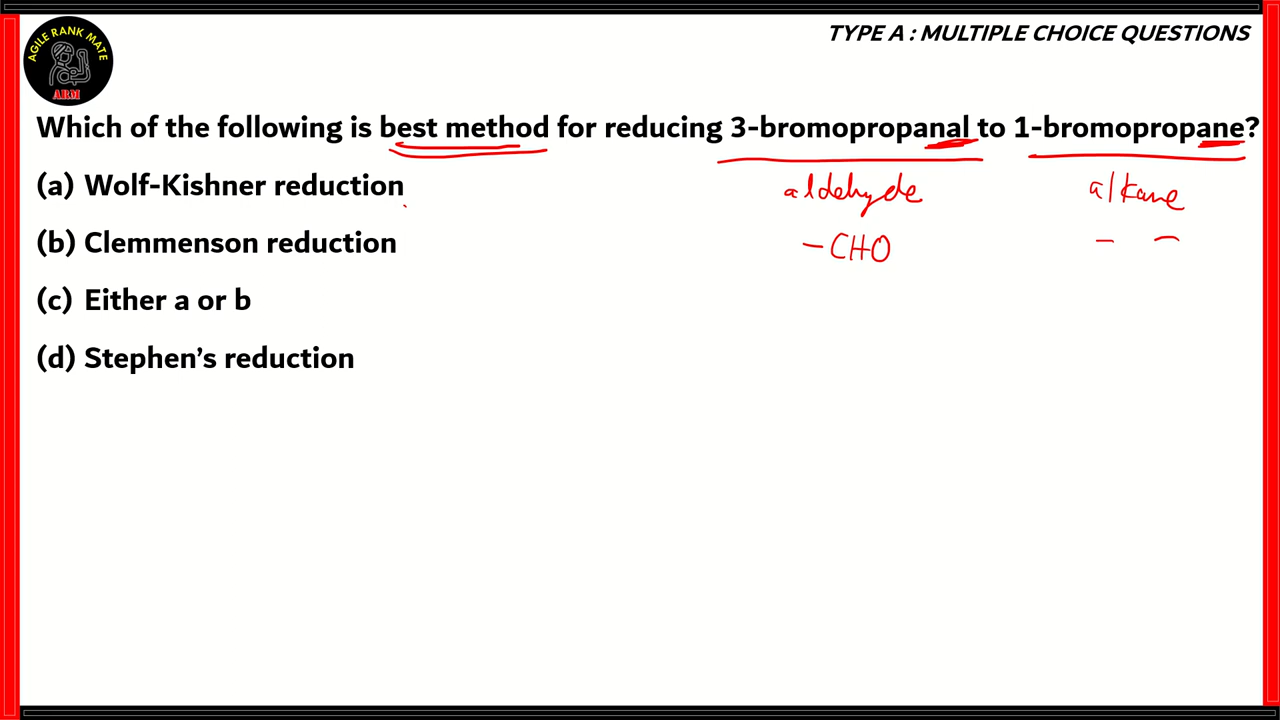 AGILE RANK MATE
ARM
TYPE A : MULTIPLE CHOICE QUESTIONS
Which of the following is best method for reducing 3-bromopropanal to 1-bromopropane?
(a) Wolf-Kishner reduction
aldehyde
alkane
(b) Clemmenson reduction
-CHO
- -
(c) Either a or b
(d) Stephen’s reduction